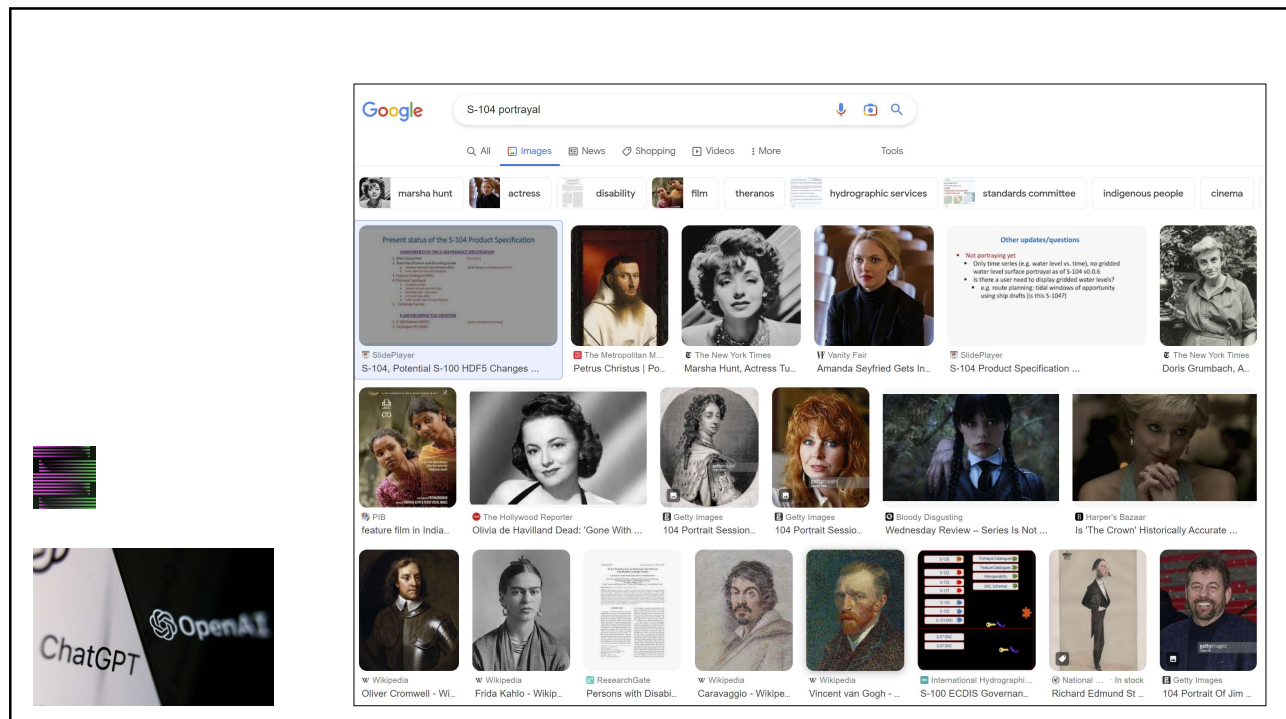 Google
S-104 portrayal
All
Images
News
Shopping
Videos
More
Tools
marsha hunt
actress
disability
film
theranos
hydrographic services
standards committee
indigenous people
cinema
Present status of the S-104 Product Specification
SlidePlayer
S-104, Potential S-100 HDF5 Changes ...
The Metropolitan M...
Petrus Christus | Po...
The New York Times
Marsha Hunt, Actress Tu...
Vanity Fair
Amanda Seyfried Gets In...
Other updates/questions
Not portraying yet
Only time series (e.g. water level vs. time), no gridded
water level surface portrayal as of S-104 v0.0.6
Is there a user need to display gridded water levels?
e.g. route planning: tidal windows of opportunity
using ship drafts (is this S-104?)
SlidePlayer
S-104 Product Specification ...
The New York Times
Doris Grumbach, A...
PIB
feature film in India...
The Hollywood Reporter
Olivia de Havilland Dead: 'Gone With ...
Getty Images
104 Portrait Session...
Getty Images
104 Portrait Sessio...
Bloody Disgusting
Wednesday Review – Series Is Not ...
Harper's Bazaar
Is 'The Crown' Historically Accurate ...
ChatGPT
Wikipedia
Oliver Cromwell - Wi...
Wikipedia
Frida Kahlo - Wikip...
ResearchGate
Persons with Disabi...
Wikipedia
Caravaggio - Wikipe...
Wikipedia
Vincent van Gogh - ...
Portrayal Catalogues
Feature Catalogues
Interoperability
International Hydrographi...
S-100 ECDIS Governan...
National ... · In stock
Richard Edmund St ...
gettyimages
Getty Images
104 Portrait Of Jim ...